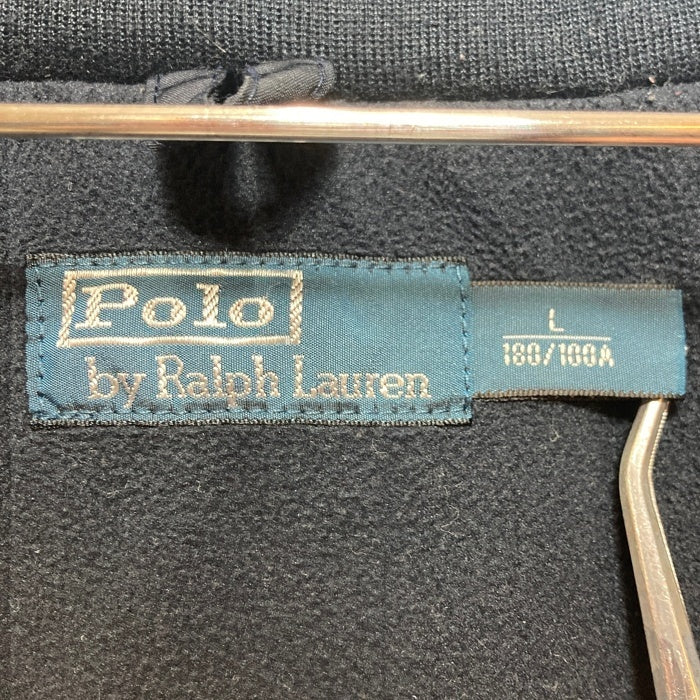 Polo
by Ralph Lauren
L
180/100A